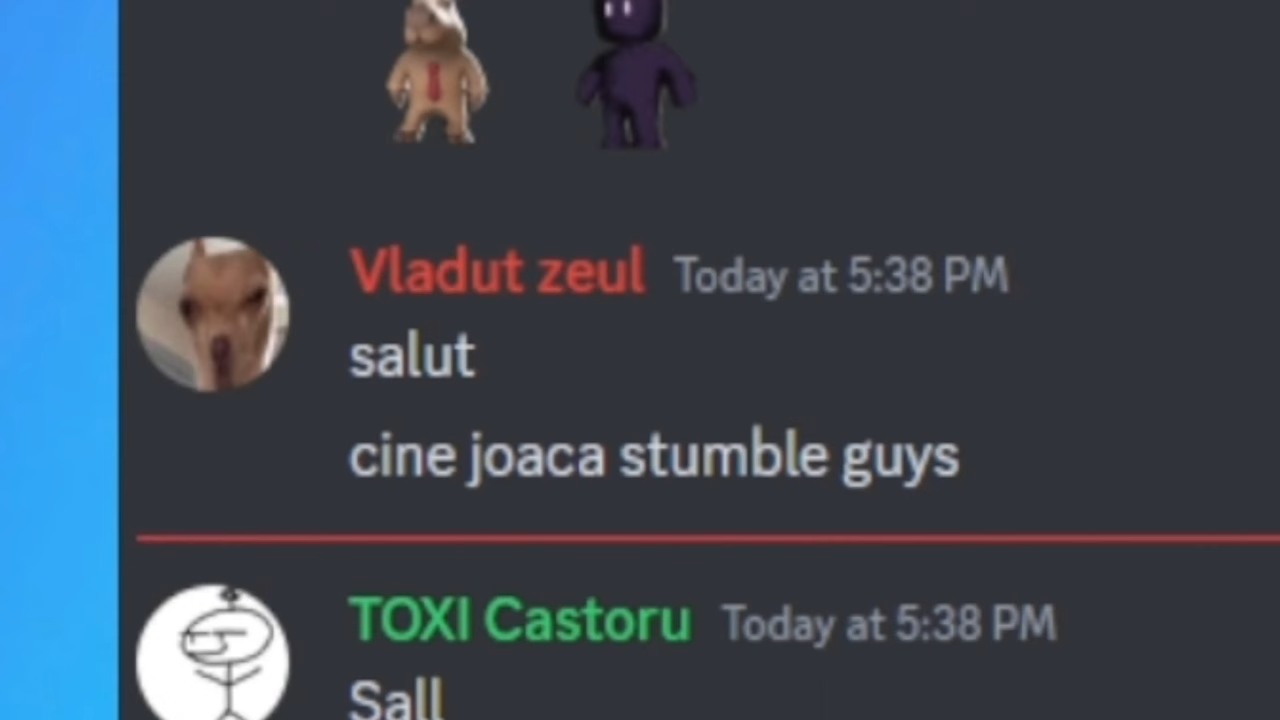 Vladut zeul Today at 5:38 PM
salut
cine joaca stumble guys
TOXI Castoru Today at 5:38 PM
Sall